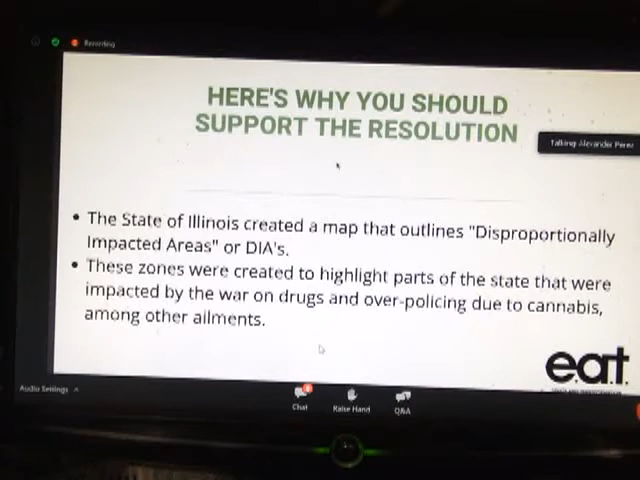 Recording
HERE'S WHY YOU SHOULD
SUPPORT THE RESOLUTION
Talking: Alexander Perez
• The State of Illinois created a map that outlines "Disproportionally
Impacted Areas" or DIA's.
• These zones were created to highlight parts of the state that were
impacted by the war on drugs and over-policing due to cannabis,
among other ailments.
e.a.t.
Audio Settings
Chat
Raise Hand
Q&A